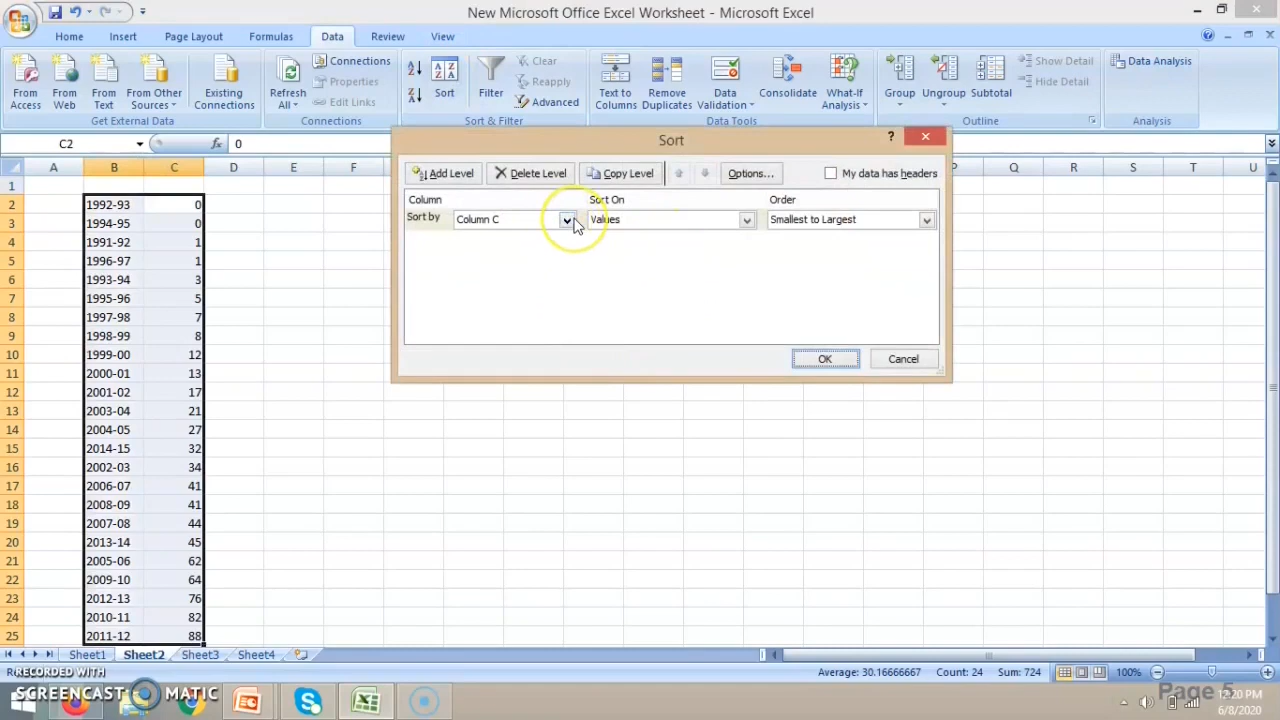 New Microsoft Office Excel Worksheet - Microsoft Excel
Home Insert Page Layout Formulas Data Review View
From Access
From Web
From Text
From Other Sources
Existing Connections
Get External Data
Refresh All
Connections
Properties
Edit Links
Connections
Sort
Filter
Clear
Reapply
Advanced
Sort & Filter
Text to Columns
Remove Duplicates
Data Validation
Consolidate
What-If Analysis
Data Tools
Group
Ungroup
Subtotal
Show Detail
Hide Detail
Outline
Data Analysis
Analysis
C2 fx 0
Sort
Add Level Delete Level Copy Level Options... My data has headers
Column Sort On Order
Sort by Column C Values Smallest to Largest
OK Cancel
A B C D E F P Q R S T U
1
2 1992-93 0
3 1994-95 0
4 1991-92 1
5 1996-97 1
6 1993-94 3
7 1995-96 5
8 1997-98 7
9 1998-99 8
10 1999-00 12
11 2000-01 13
12 2001-02 17
13 2003-04 21
14 2004-05 27
15 2014-15 32
16 2002-03 34
17 2006-07 41
18 2008-09 41
19 2007-08 44
20 2013-14 45
21 2005-06 62
22 2009-10 64
23 2012-13 76
24 2010-11 82
25 2011-12 88
Sheet1 Sheet2 Sheet3 Sheet4
Average: 30.16666667 Count: 24 Sum: 724 100%
RECORDED WITH
SCREENCAST MATIC
Page 5
12:20 PM
6/8/2020